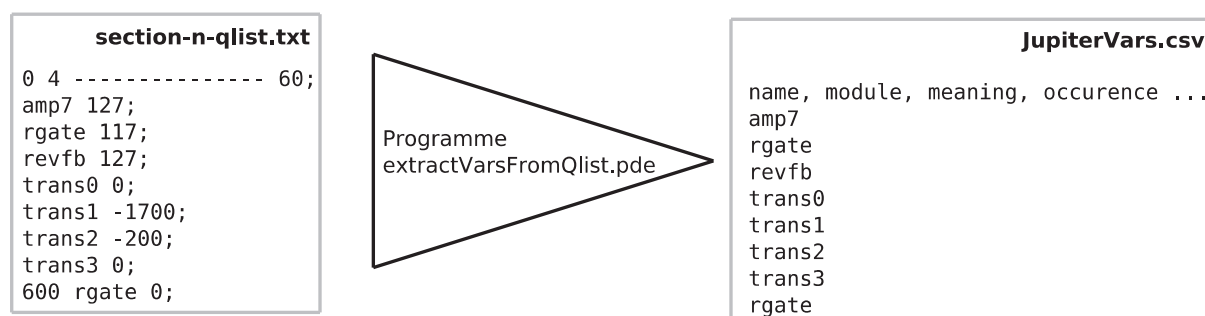 section-n-qlist.txt
0 4 --------------- 60;
amp7 127;
rgate 117;
revfb 127;
trans0 0;
trans1 -1700;
trans2 -200;
trans3 0;
600 rgate 0;
Programme
extractVarsFromQlist.pde
JupiterVars.csv
name, module, meaning, occurence ...
amp7
rgate
revfb
trans0
trans1
trans2
trans3
rgate